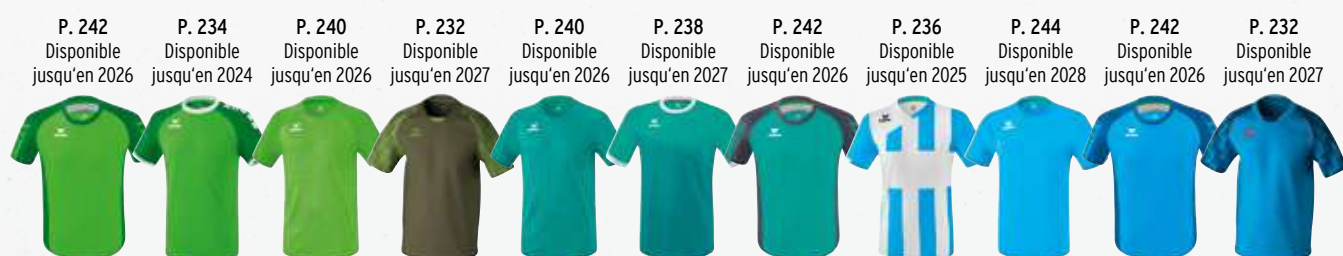 P. 242
Disponible
jusqu‘en 2026
P. 234
Disponible
jusqu‘en 2024
P. 240
Disponible
jusqu‘en 2026
P. 232
Disponible
jusqu‘en 2027
P. 240
Disponible
jusqu‘en 2026
P. 238
Disponible
jusqu‘en 2027
P. 242
Disponible
jusqu‘en 2026
P. 236
Disponible
jusqu‘en 2025
P. 244
Disponible
jusqu‘en 2028
P. 242
Disponible
jusqu‘en 2026
P. 232
Disponible
jusqu‘en 2027